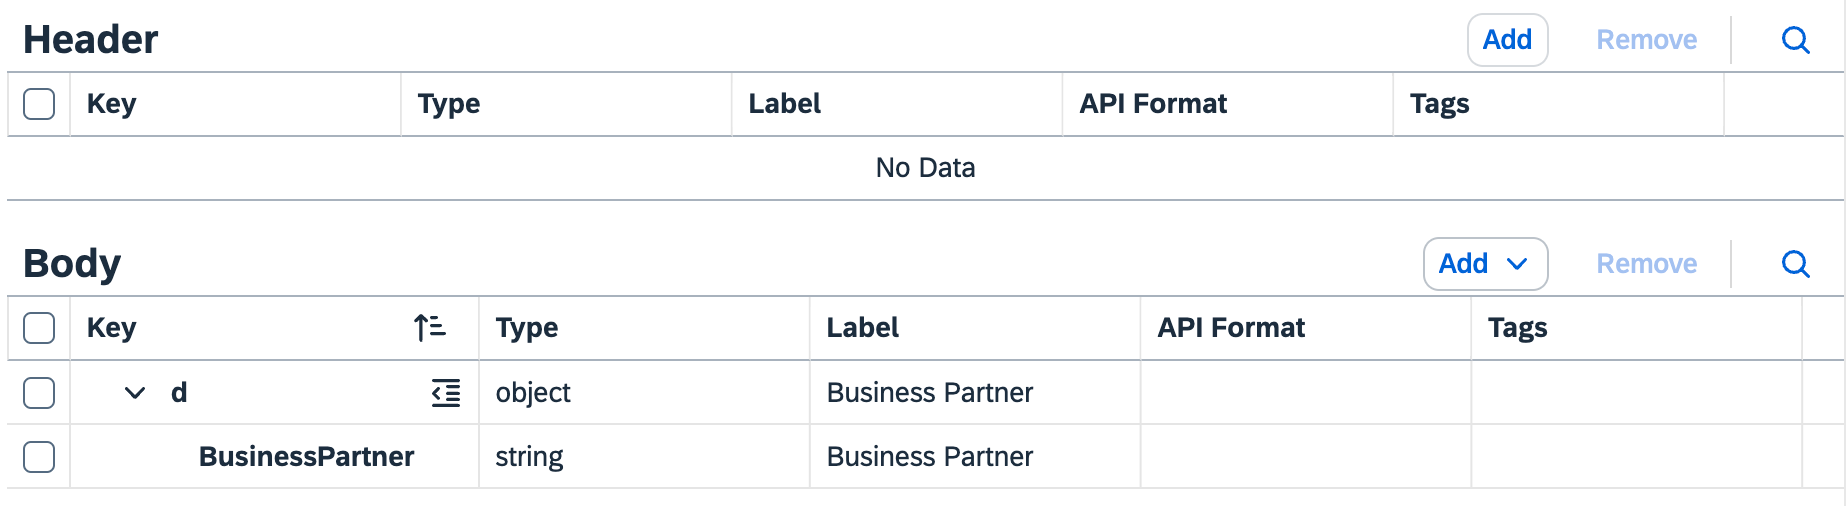 Header Add Remove
Key Type Label API Format Tags
No Data
Body Add Remove
Key Type Label API Format Tags
d object Business Partner
BusinessPartner string Business Partner